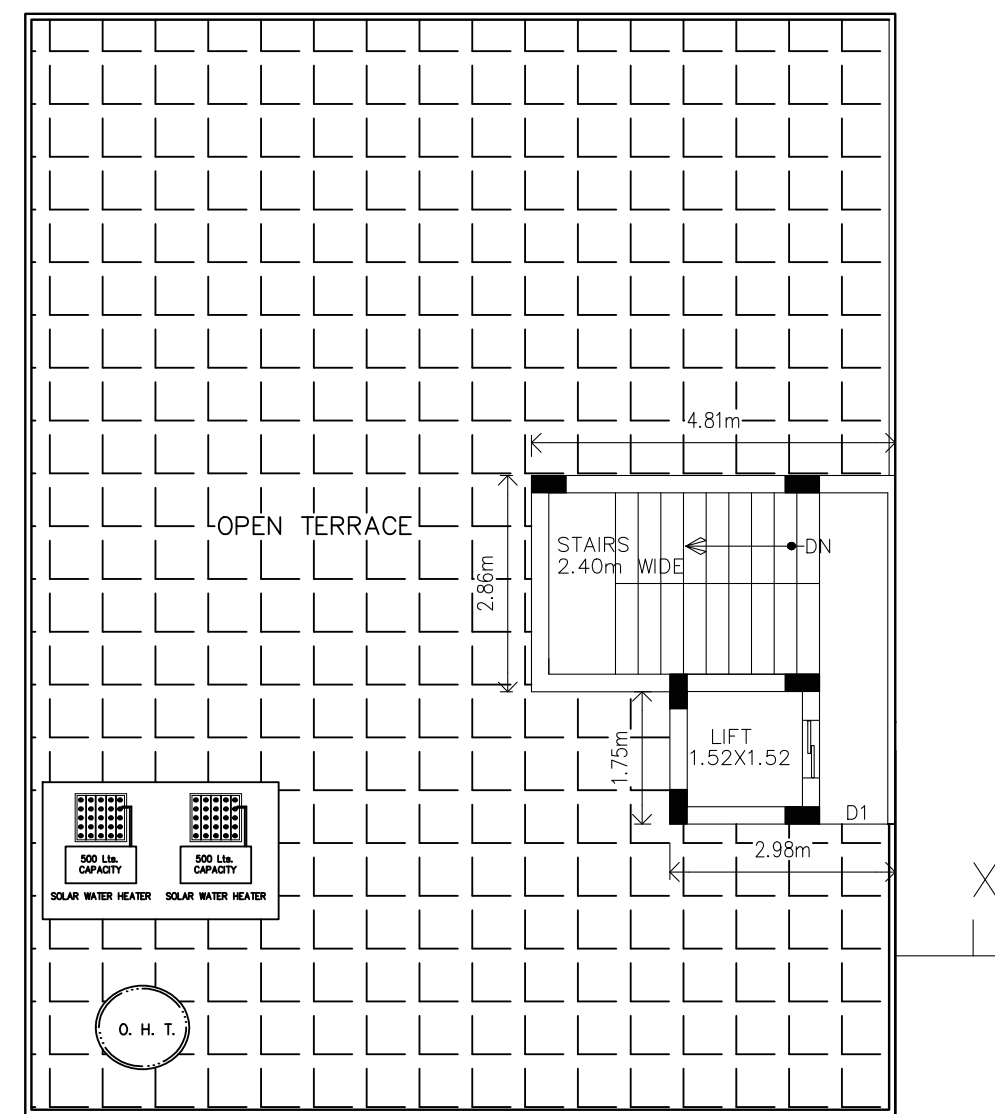 4.81m
OPEN TERRACE
STAIRS
2.40m WIDE
DN
2.86m
1.75m
LIFT
1.52X1.52
D1
2.98m
500 Lts.
CAPACITY
SOLAR WATER HEATER
500 Lts.
CAPACITY
SOLAR WATER HEATER
X
O. H. T.